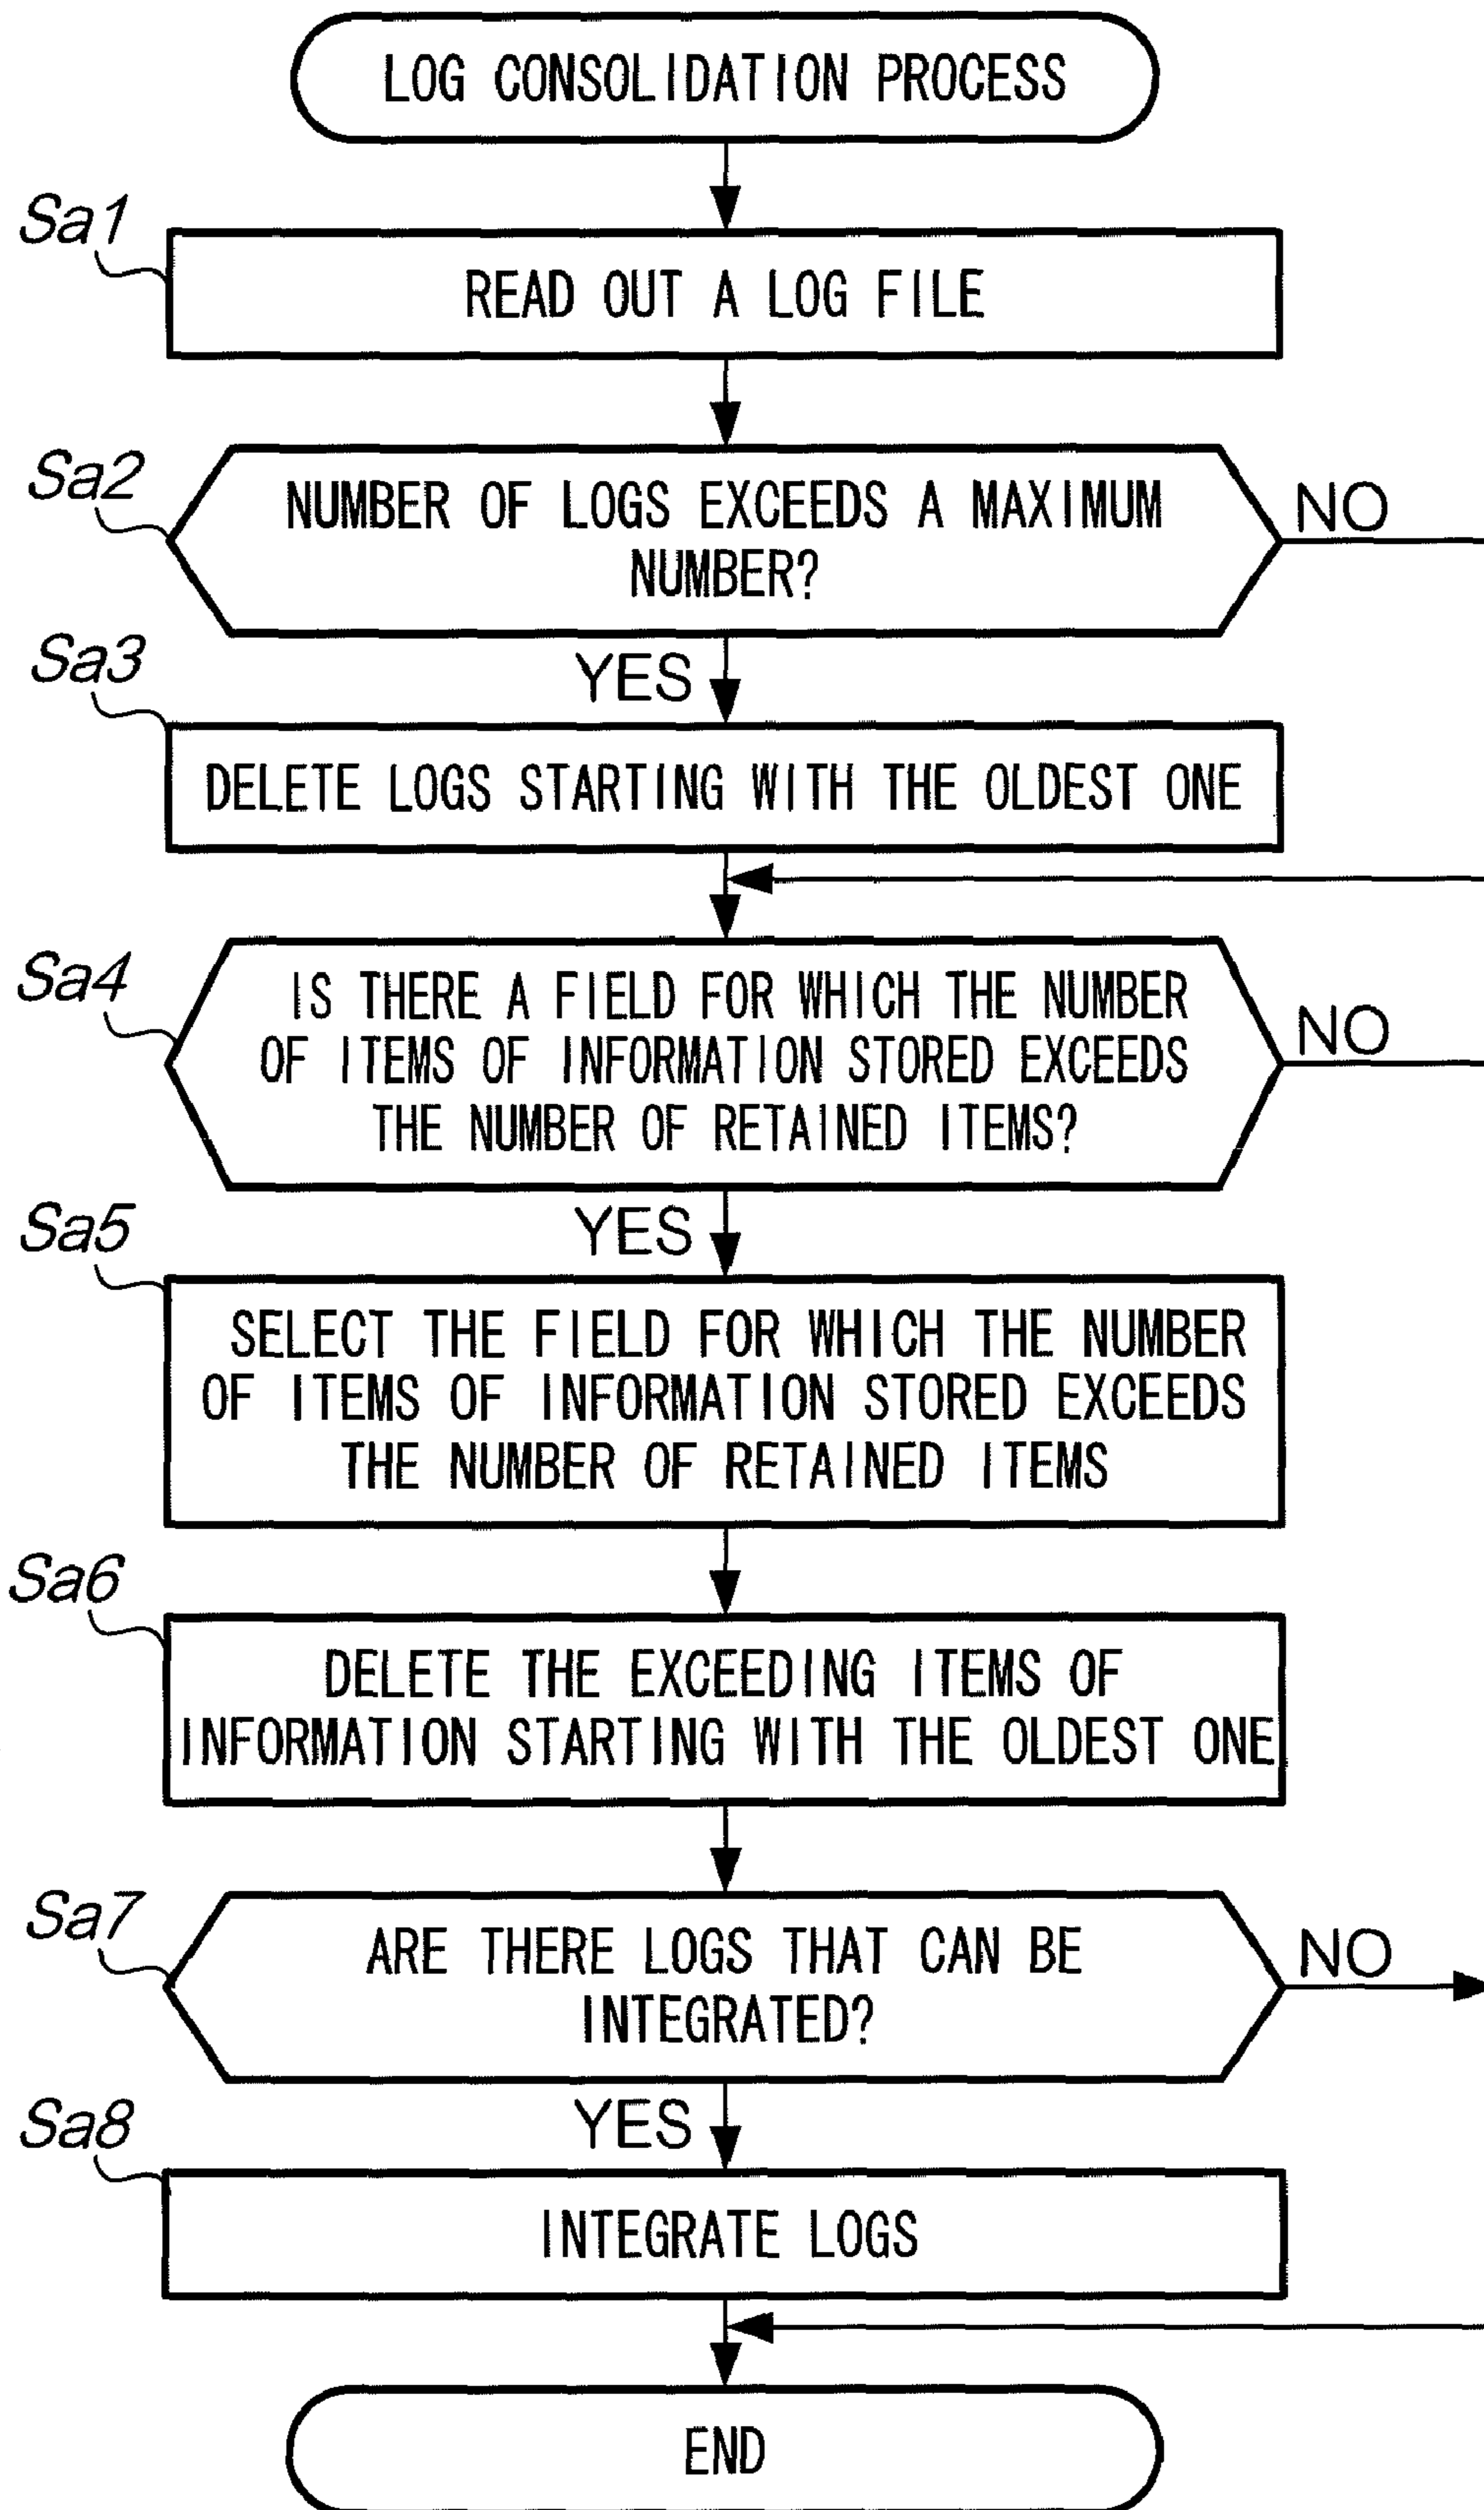 LOG CONSOLIDATION PROCESS
Sa1
READ OUT A LOG FILE
Sa2
NUMBER OF LOGS EXCEEDS A MAXIMUM
NUMBER?
NO
YES
Sa3
DELETE LOGS STARTING WITH THE OLDEST ONE
Sa4
IS THERE A FIELD FOR WHICH THE NUMBER
OF ITEMS OF INFORMATION STORED EXCEEDS
THE NUMBER OF RETAINED ITEMS?
NO
YES
Sa5
SELECT THE FIELD FOR WHICH THE NUMBER
OF ITEMS OF INFORMATION STORED EXCEEDS
THE NUMBER OF RETAINED ITEMS
Sa6
DELETE THE EXCEEDING ITEMS OF
INFORMATION STARTING WITH THE OLDEST ONE
Sa7
ARE THERE LOGS THAT CAN BE
INTEGRATED?
NO
YES
Sa8
INTEGRATE LOGS
END